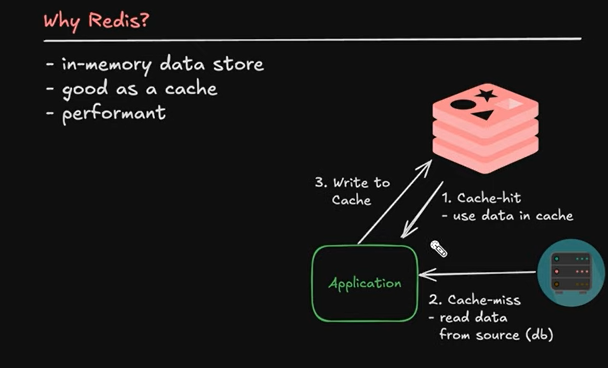 Why Redis?
- in-memory data store
- good as a cache
- performant
3. Write to
Cache
1. Cache-hit
- use data in cache
Application
2. Cache-miss
- read data
from source (db)